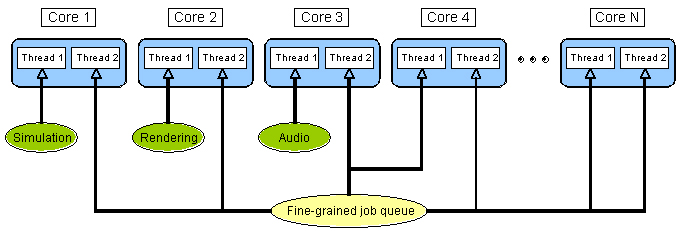 Core 1
Core 2
Core 3
Core 4
Core N
Thread 1 Thread 2
Thread 1 Thread 2
Thread 1 Thread 2
Thread 1 Thread 2
Thread 1 Thread 2
Simulation
Rendering
Audio
Fine-grained job queue